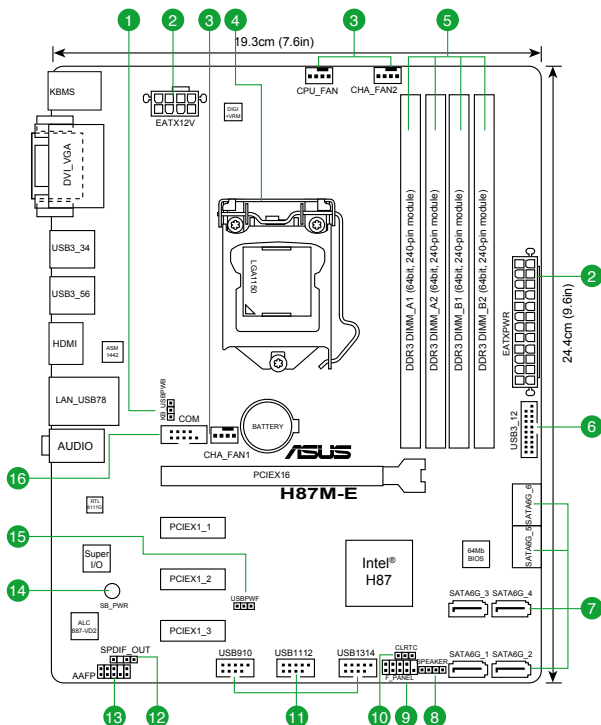 1 2 3 4 3 5
19.3cm (7.6in)
KBMS
EATX12V
DIGI
+VRM
CPU_FAN
CHA_FAN2
DVI_VGA
LGA1150
DDR3 DIMM_A1 (64bit, 240-pin module)
DDR3 DIMM_A2 (64bit, 240-pin module)
DDR3 DIMM_B1 (64bit, 240-pin module)
DDR3 DIMM_B2 (64bit, 240-pin module)
EATXPWR
2
24.4cm (9.6in)
USB3_34
USB3_56
HDMI
ASM
1442
LAN_USB78
1
KB_USBPWB
COM
CHA_FAN1
BATTERY
USB3_12
6
AUDIO
16
ASUS
PCIEX16
H87M-E
RTL
8111G
PCIEX1_1
SATA6G_6
SATA6G_5
15
Super
I/O
PCIEX1_2
USBPWF
Intel®
H87
64Mb
BIOS
14
SB_PWR
SATA6G_3
SATA6G_4
7
ALC
887-VD2
PCIEX1_3
SPDIF_OUT
AAFP
USB910
USB1112
USB1314
CLRTC
SPEAKER
F_PANEL
SATA6G_1
SATA6G_2
13 12 11 10 9 8